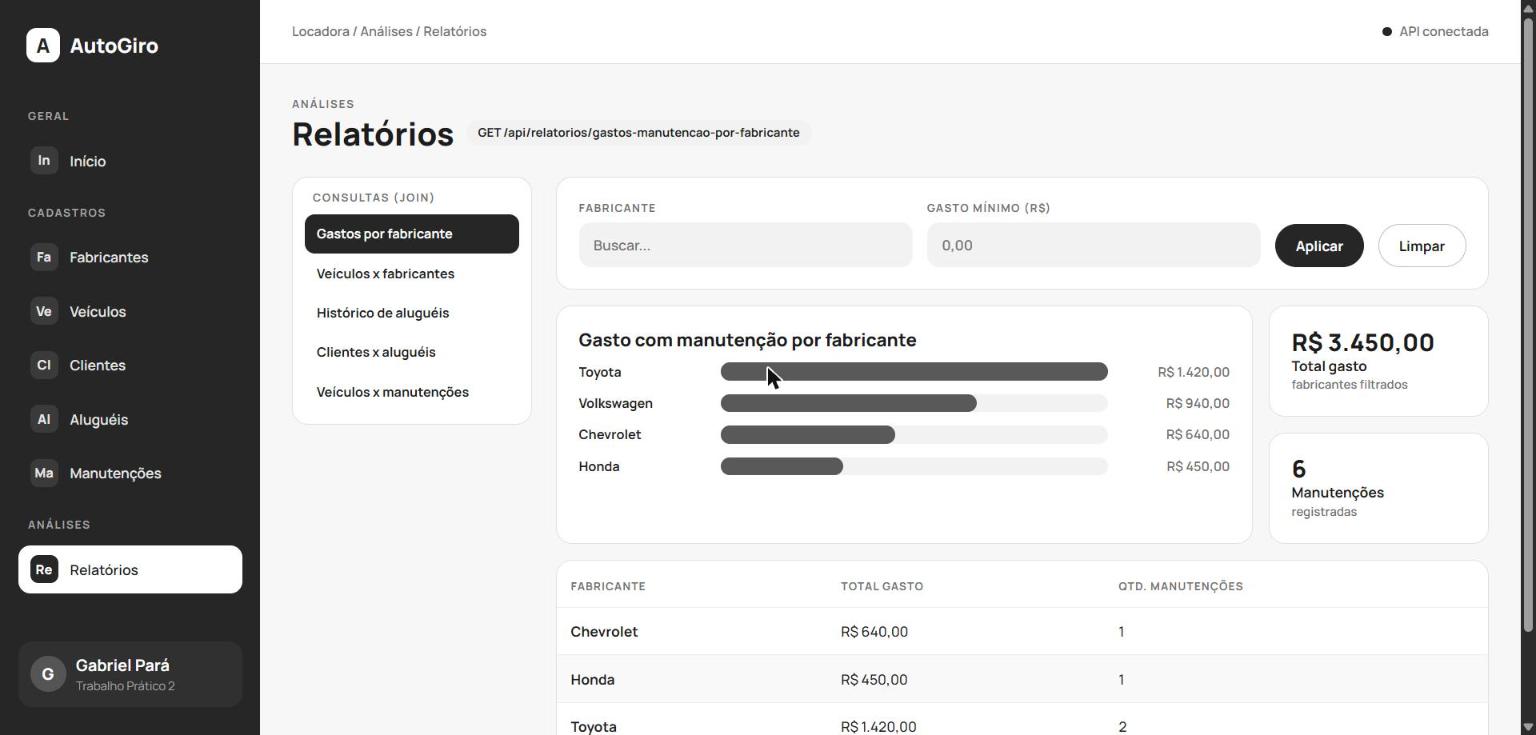 A AutoGiro
GERAL
In Início
CADASTROS
Fa Fabricantes
Ve Veículos
Cl Clientes
Al Aluguéis
Ma Manutenções
ANÁLISES
Re Relatórios
G Gabriel Pará
Trabalho Prático 2
Locadora / Análises / Relatórios
API conectada
ANÁLISES
Relatórios GET /api/relatorios/gastos-manutencao-por-fabricante
CONSULTAS (JOIN)
Gastos por fabricante
Veículos x fabricantes
Histórico de aluguéis
Clientes x aluguéis
Veículos x manutenções
FABRICANTE GASTO MÍNIMO (R$)
Buscar... 0,00 Aplicar Limpar
Gasto com manutenção por fabricante
Toyota R$ 1.420,00
Volkswagen R$ 940,00
Chevrolet R$ 640,00
Honda R$ 450,00
R$ 3.450,00
Total gasto
fabricantes filtrados
6
Manutenções
registradas
FABRICANTE TOTAL GASTO QTD. MANUTENÇÕES
Chevrolet R$ 640,00 1
Honda R$ 450,00 1
Toyota R$ 1.420,00 2